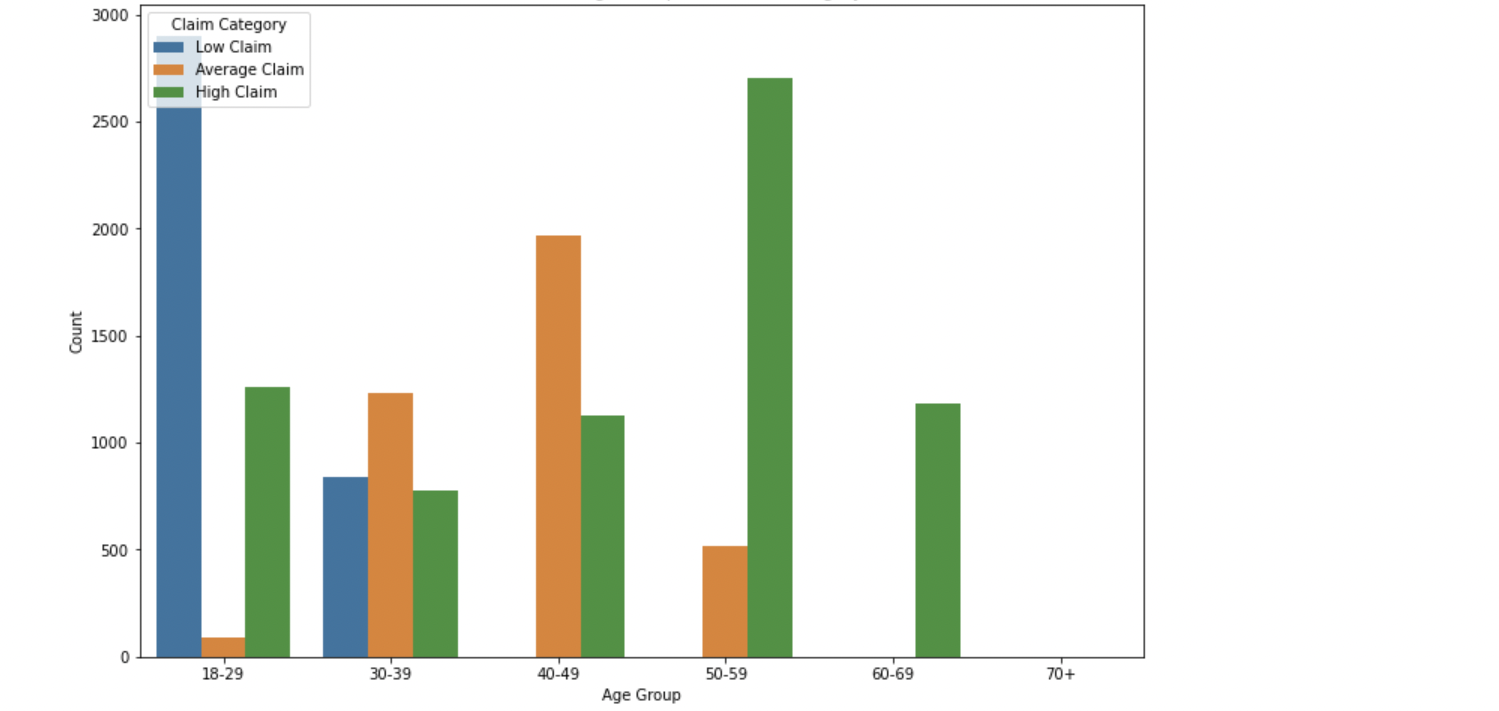 3000
2500
2000
1500
1000
500
0
Count
Claim Category
Low Claim
Average Claim
High Claim
18-29 30-39 40-49 50-59 60-69 70+
Age Group